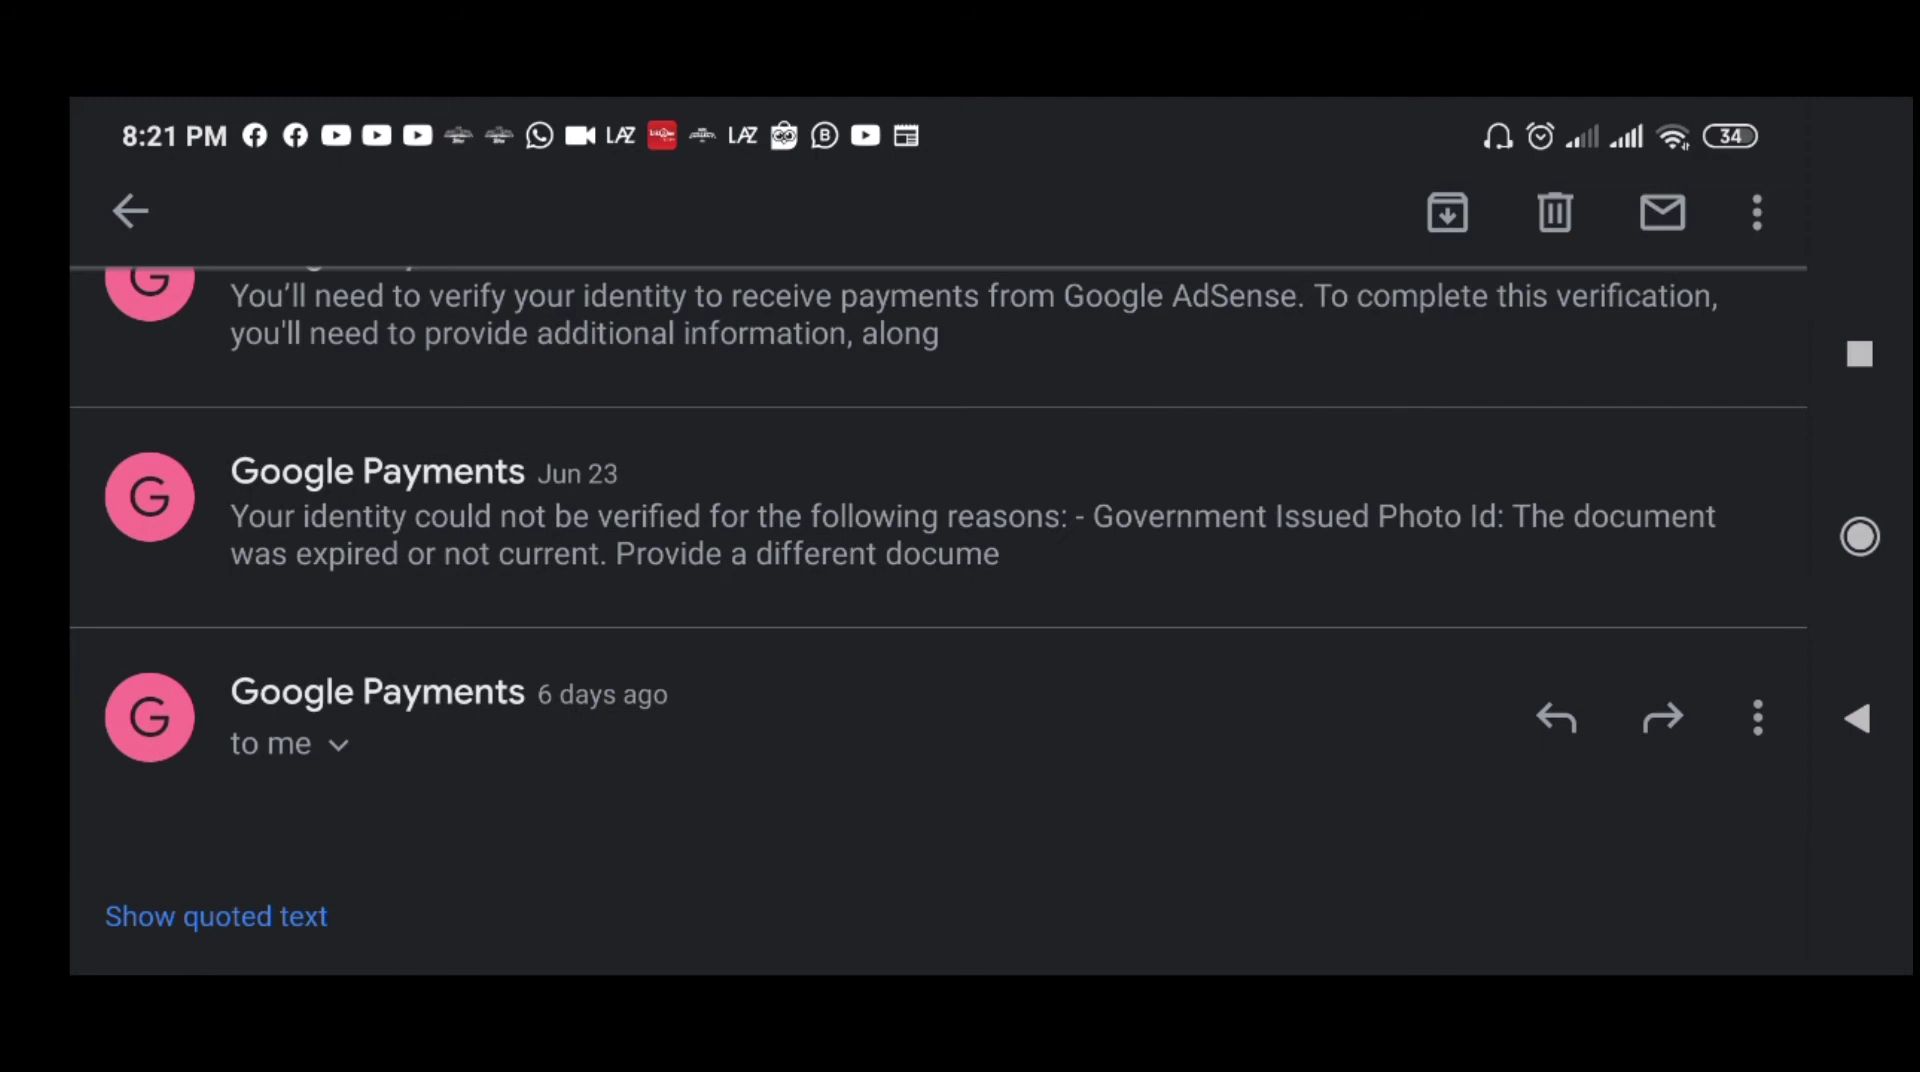 8:21 PM LAZ LAZ B 34
You’ll need to verify your identity to receive payments from Google AdSense. To complete this verification,
you'll need to provide additional information, along
G
Google Payments Jun 23
Your identity could not be verified for the following reasons: - Government Issued Photo Id: The document
was expired or not current. Provide a different docume
G
Google Payments 6 days ago
to me
Show quoted text